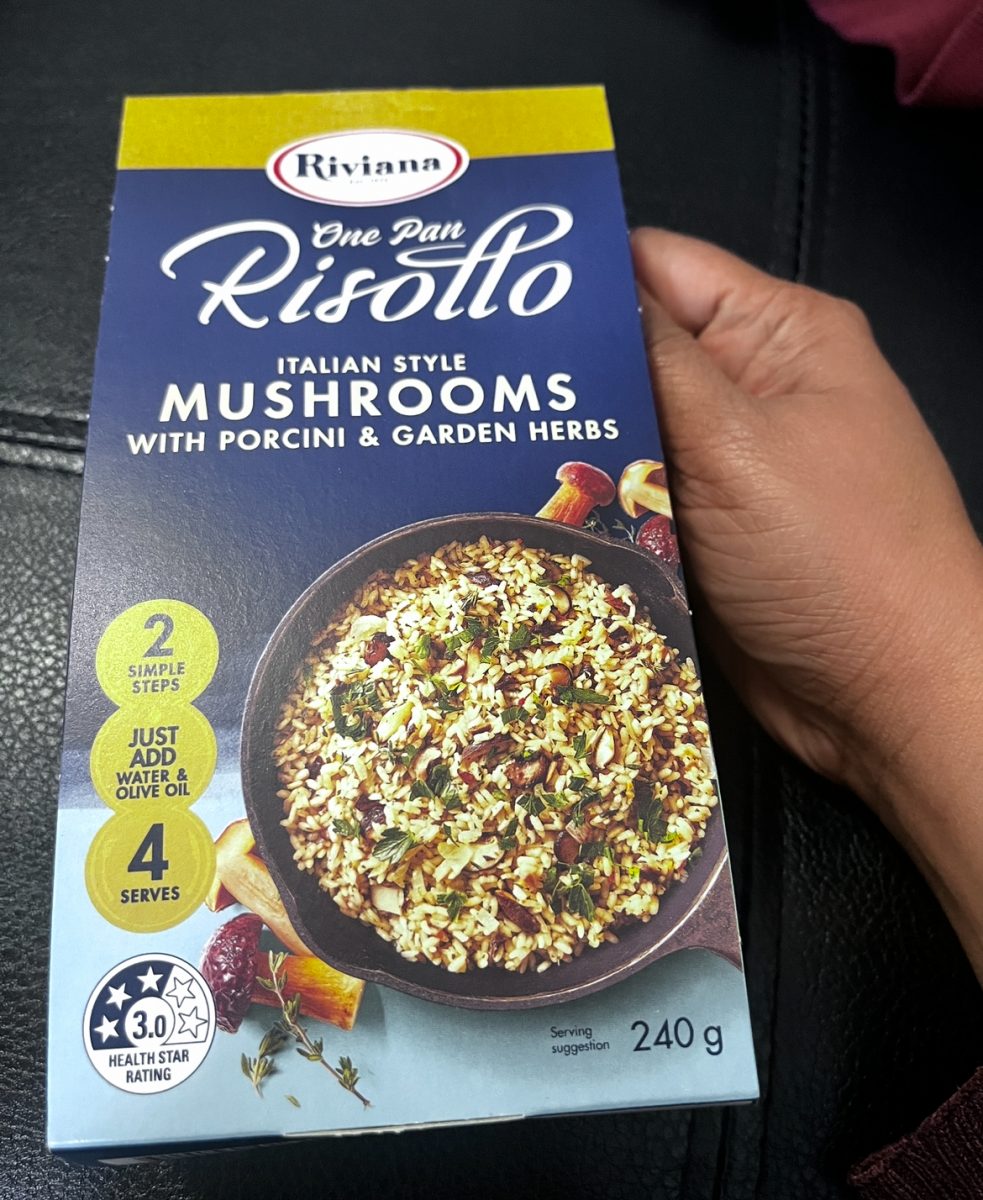 Riviana
One Pan
Risotto
ITALIAN STYLE
MUSHROOMS
WITH PORCINI & GARDEN HERBS
2
SIMPLE
STEPS
JUST
ADD
WATER &
OLIVE OIL
4
SERVES
3.0
HEALTH STAR
RATING
Serving
suggestion
240 g